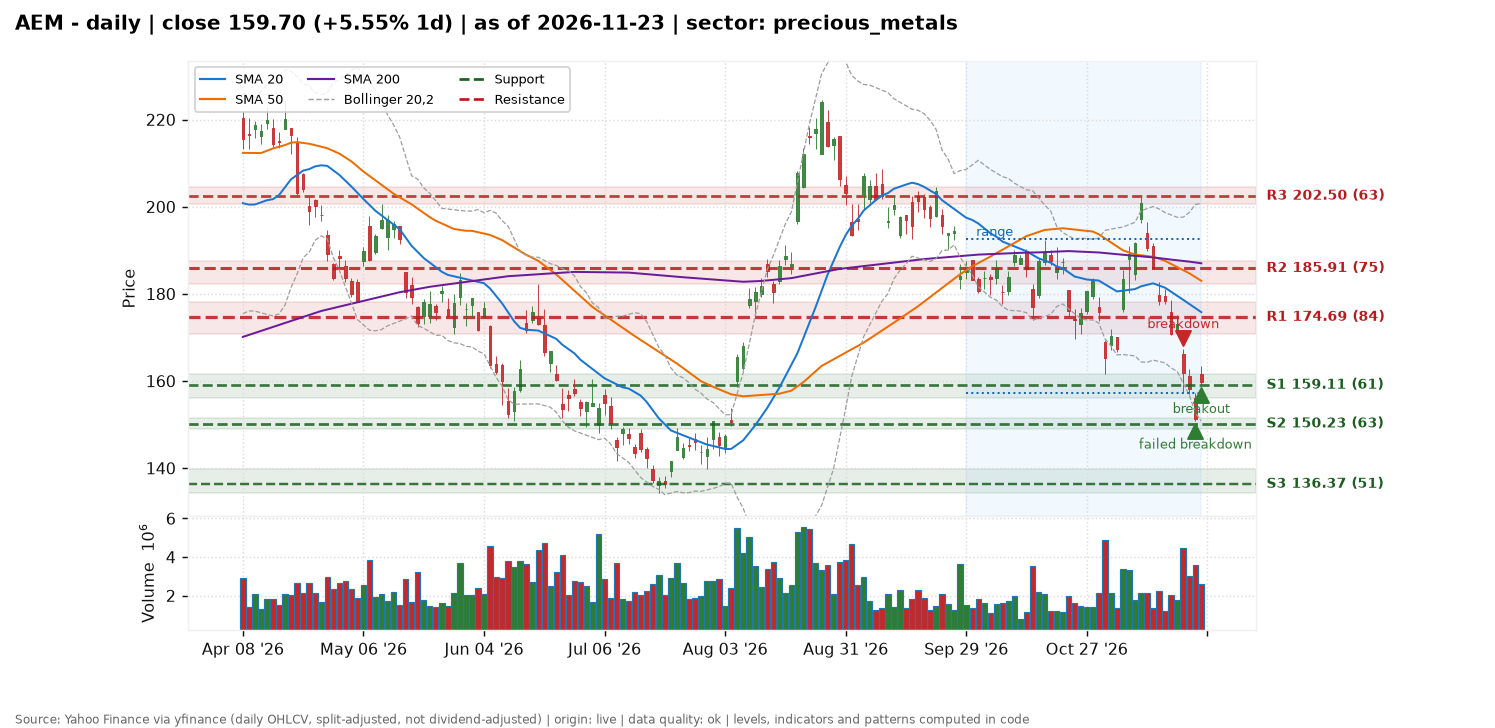 AEM - daily | close 159.70 (+5.55% 1d) | as of 2026-11-23 | sector: precious_metals
SMA 20
SMA 50
SMA 200
Bollinger 20,2
Support
Resistance
Price
220
200
180
160
140
range
breakdown
breakout
failed breakdown
R3 202.50 (63)
R2 185.91 (75)
R1 174.69 (84)
S1 159.11 (61)
S2 150.23 (63)
S3 136.37 (51)
Volume 10⁶
6
4
2
Apr 08 '26
May 06 '26
Jun 04 '26
Jul 06 '26
Aug 03 '26
Aug 31 '26
Sep 29 '26
Oct 27 '26
Source: Yahoo Finance via yfinance (daily OHLCV, split-adjusted, not dividend-adjusted) | origin: live | data quality: ok | levels, indicators and patterns computed in code